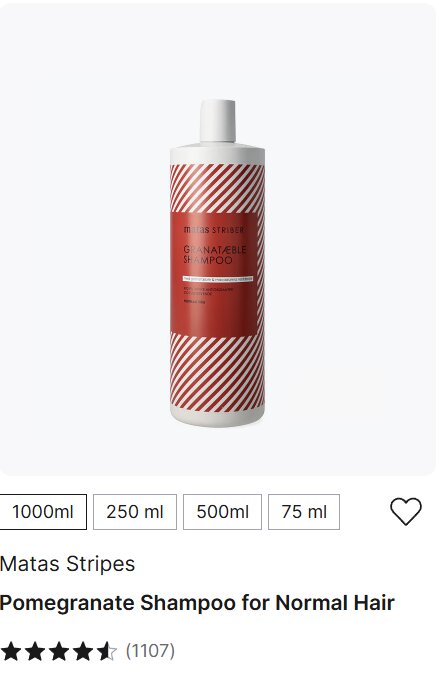 matas STRIBER
GRANATÆBLE
SHAMPOO
1000ml
250 ml
500ml
75 ml
Matas Stripes
Pomegranate Shampoo for Normal Hair
(1107)